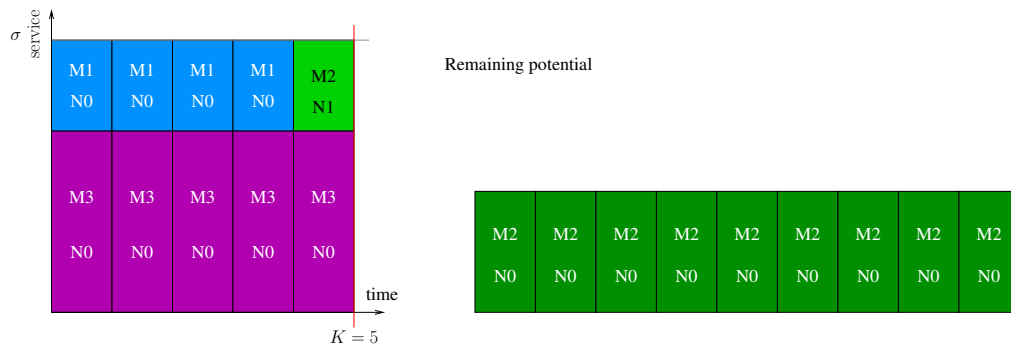 σ
service
M1 M1 M1 M1 M2
N0 N0 N0 N0 N1
M3 M3 M3 M3 M3
N0 N0 N0 N0 N0
time
K = 5
Remaining potential
M2 M2 M2 M2 M2 M2 M2 M2 M2
N0 N0 N0 N0 N0 N0 N0 N0 N0